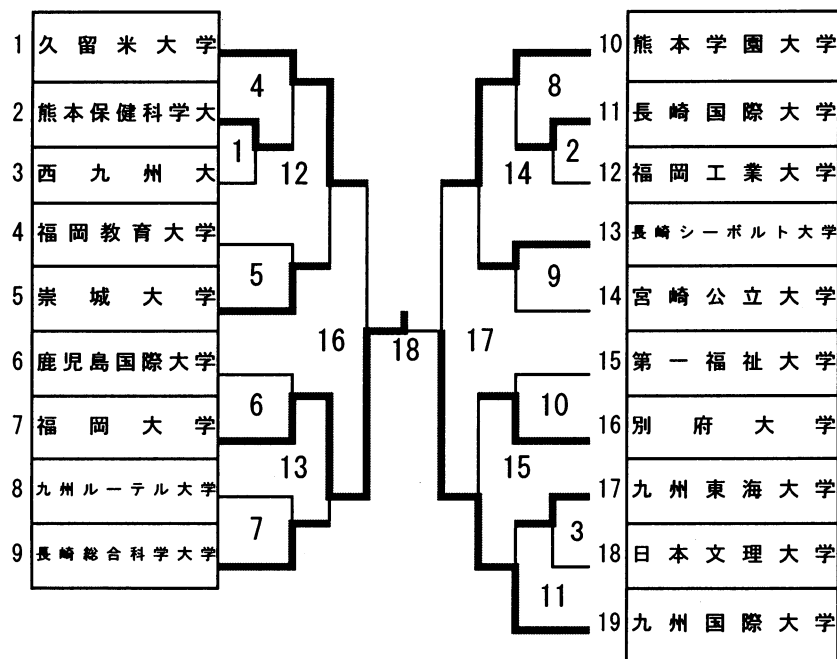 1 久留米大学
2 熊本保健科学大
3 西九州大
4 福岡教育大学
5 崇城大学
6 鹿児島国際大学
7 福岡大学
8 九州ルーテル大学
9 長崎総合科学大学
4
1
12
5
16
6
13
7
18
8
14
2
9
17
10
15
3
11
10 熊本学園大学
11 長崎国際大学
12 福岡工業大学
13 長崎シーボルト大学
14 宮崎公立大学
15 第一福祉大学
16 別府大学
17 九州東海大学
18 日本文理大学
19 九州国際大学